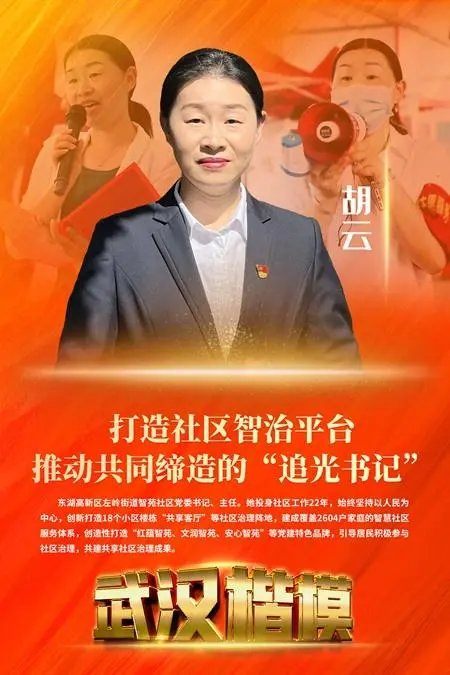 胡云
打造社区智治平台
推动共同缔造的“追光书记”
东湖高新区左岭街道智苑社区党委书记、主任。她投身社区工作22年，始终坚持以人民为
中心，创新打造18个小区楼栋“共享客厅”等社区治理阵地，建成覆盖2604户家庭的智慧社区
服务体系，创造性打造“红蕴智苑、文润智苑、安心智苑”等党建特色品牌，引导居民积极参与
社区治理，共建共享社区治理成果。
武汉楷模